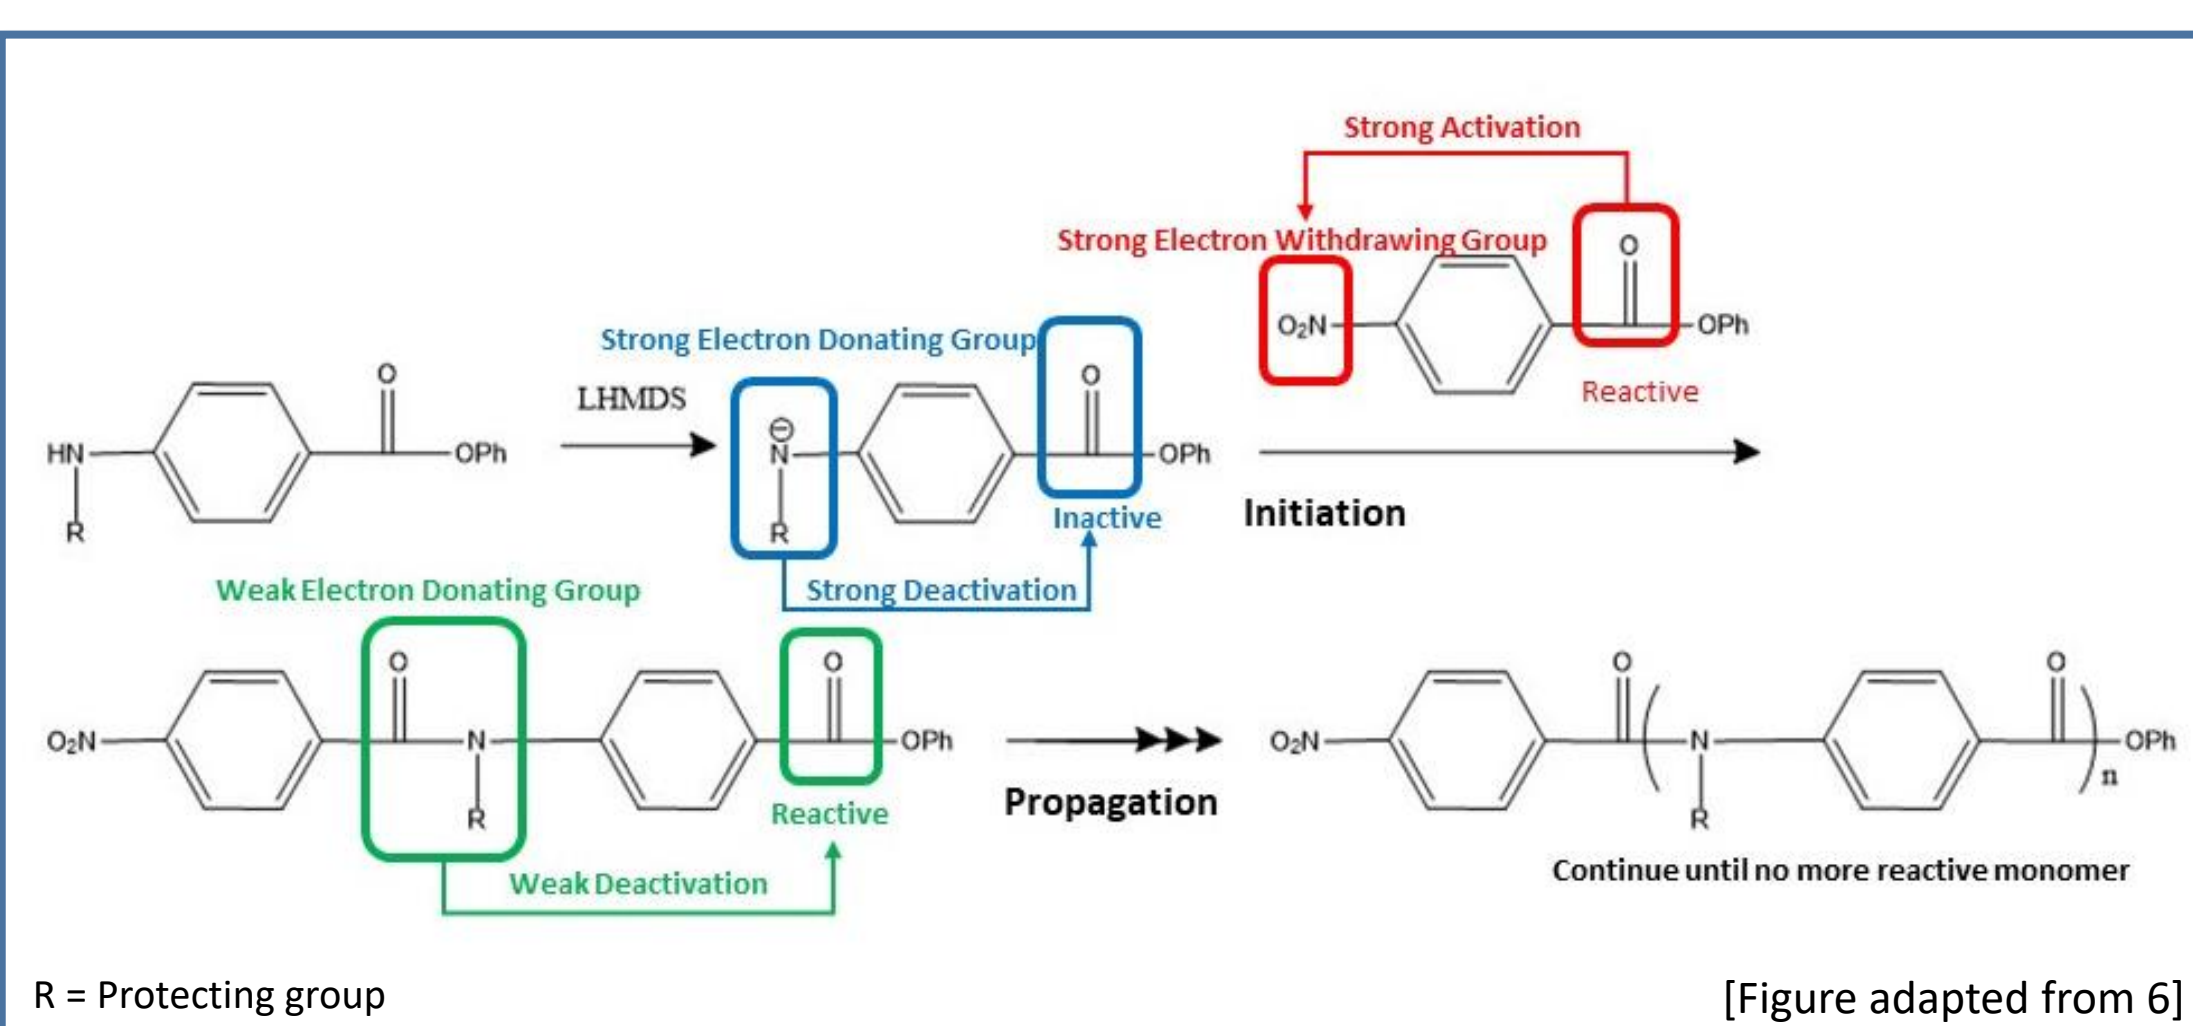 Strong Activation
Strong Electron Withdrawing Group
O
O₂N
OPh
Reactive
Strong Electron Donating Group
O
HN
OPh
R
LHMDS
⊖
N
R
O
OPh
Inactive
Strong Deactivation
Initiation
Weak Electron Donating Group
O₂N
O
N
R
O
OPh
Reactive
Weak Deactivation
Propagation
O₂N
O
N
R
O
OPh
n
Continue until no more reactive monomer
R = Protecting group
[Figure adapted from 6]